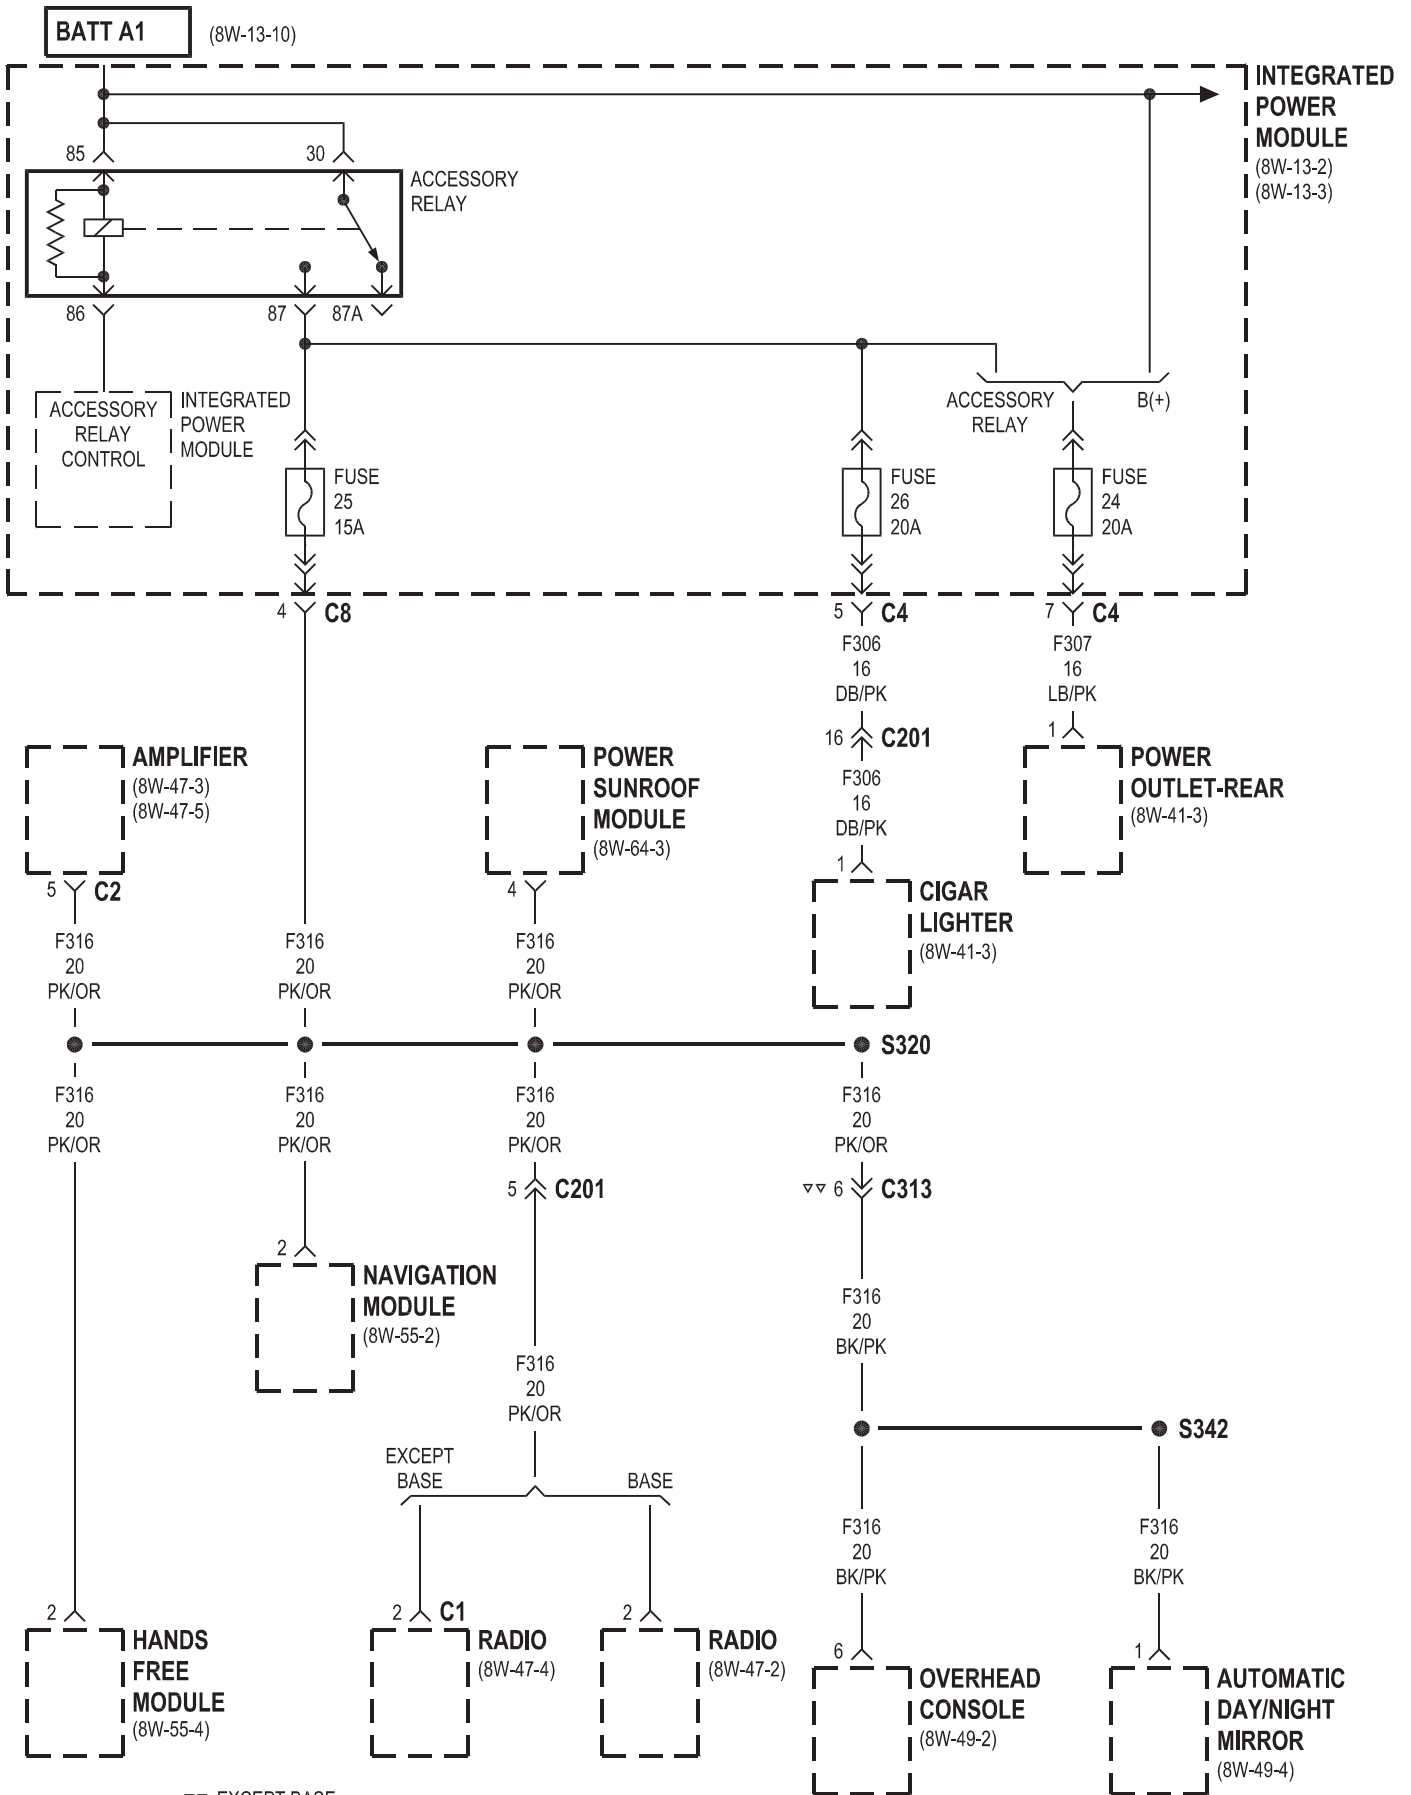 BATT A1
(8W-13-10)
INTEGRATED
POWER
MODULE
(8W-13-2)
(8W-13-3)
85
30
ACCESSORY
RELAY
86
87
87A
ACCESSORY
RELAY
CONTROL
INTEGRATED
POWER
MODULE
ACCESSORY
RELAY
B(+)
FUSE
25
15A
FUSE
26
20A
FUSE
24
20A
4
C8
5
C4
7
C4
F306
16
DB/PK
F307
16
LB/PK
16
C201
1
F306
16
DB/PK
1
AMPLIFIER
(8W-47-3)
(8W-47-5)
POWER
SUNROOF
MODULE
(8W-64-3)
POWER
OUTLET-REAR
(8W-41-3)
CIGAR
LIGHTER
(8W-41-3)
5
C2
4
F316
20
PK/OR
F316
20
PK/OR
F316
20
PK/OR
S320
F316
20
PK/OR
F316
20
PK/OR
F316
20
PK/OR
F316
20
PK/OR
5
C201
▽▽ 6
C313
2
NAVIGATION
MODULE
(8W-55-2)
F316
20
BK/PK
F316
20
PK/OR
S342
EXCEPT
BASE
BASE
F316
20
BK/PK
F316
20
BK/PK
2
2
C1
2
6
1
HANDS
FREE
MODULE
(8W-55-4)
RADIO
(8W-47-4)
RADIO
(8W-47-2)
OVERHEAD
CONSOLE
(8W-49-2)
AUTOMATIC
DAY/NIGHT
MIRROR
(8W-49-4)
▽▽ EXCEPT BASE